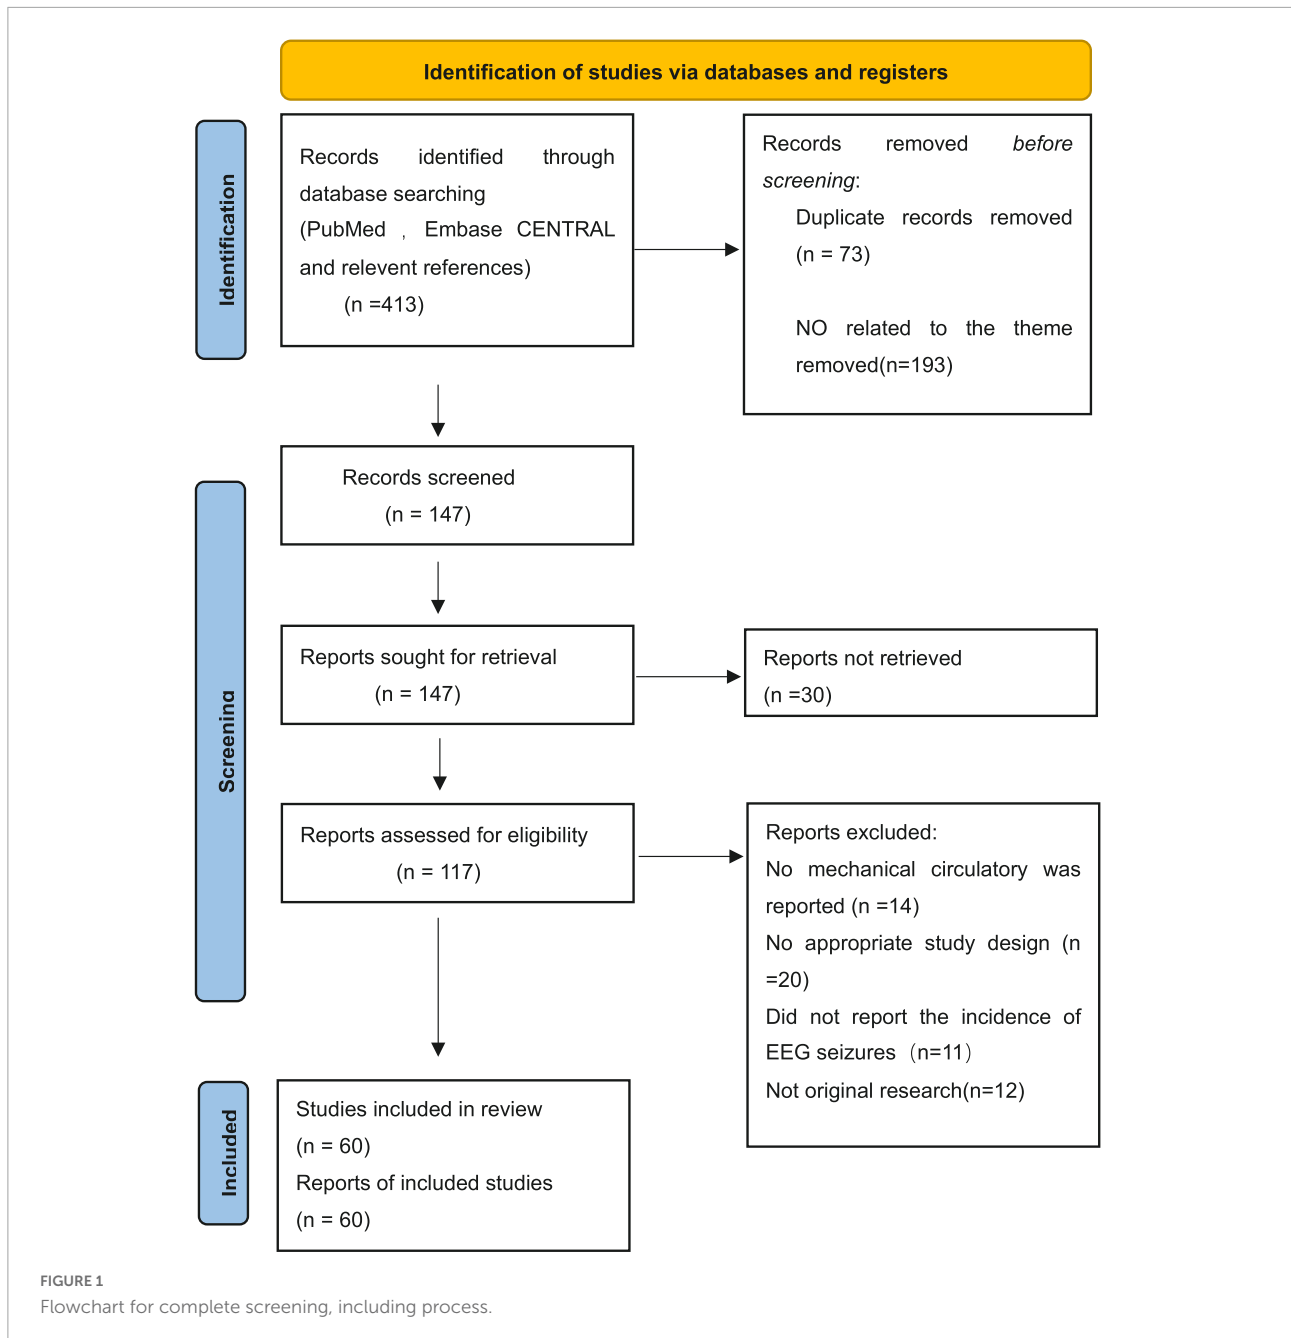 Identification of studies via databases and registers
Identification
Records identified through
database searching
(PubMed , Embase CENTRAL
and relevent references)
(n =413)
Records removed before
screening:
Duplicate records removed
(n = 73)
NO related to the theme
removed(n=193)
Screening
Records screened
(n = 147)
Reports sought for retrieval
(n = 147)
Reports not retrieved
(n =30)
Reports assessed for eligibility
(n = 117)
Reports excluded:
No mechanical circulatory was
reported (n =14)
No appropriate study design (n
=20)
Did not report the incidence of
EEG seizures（n=11）
Not original research(n=12)
Included
Studies included in review
(n = 60)
Reports of included studies
(n = 60)
FIGURE 1
Flowchart for complete screening, including process.